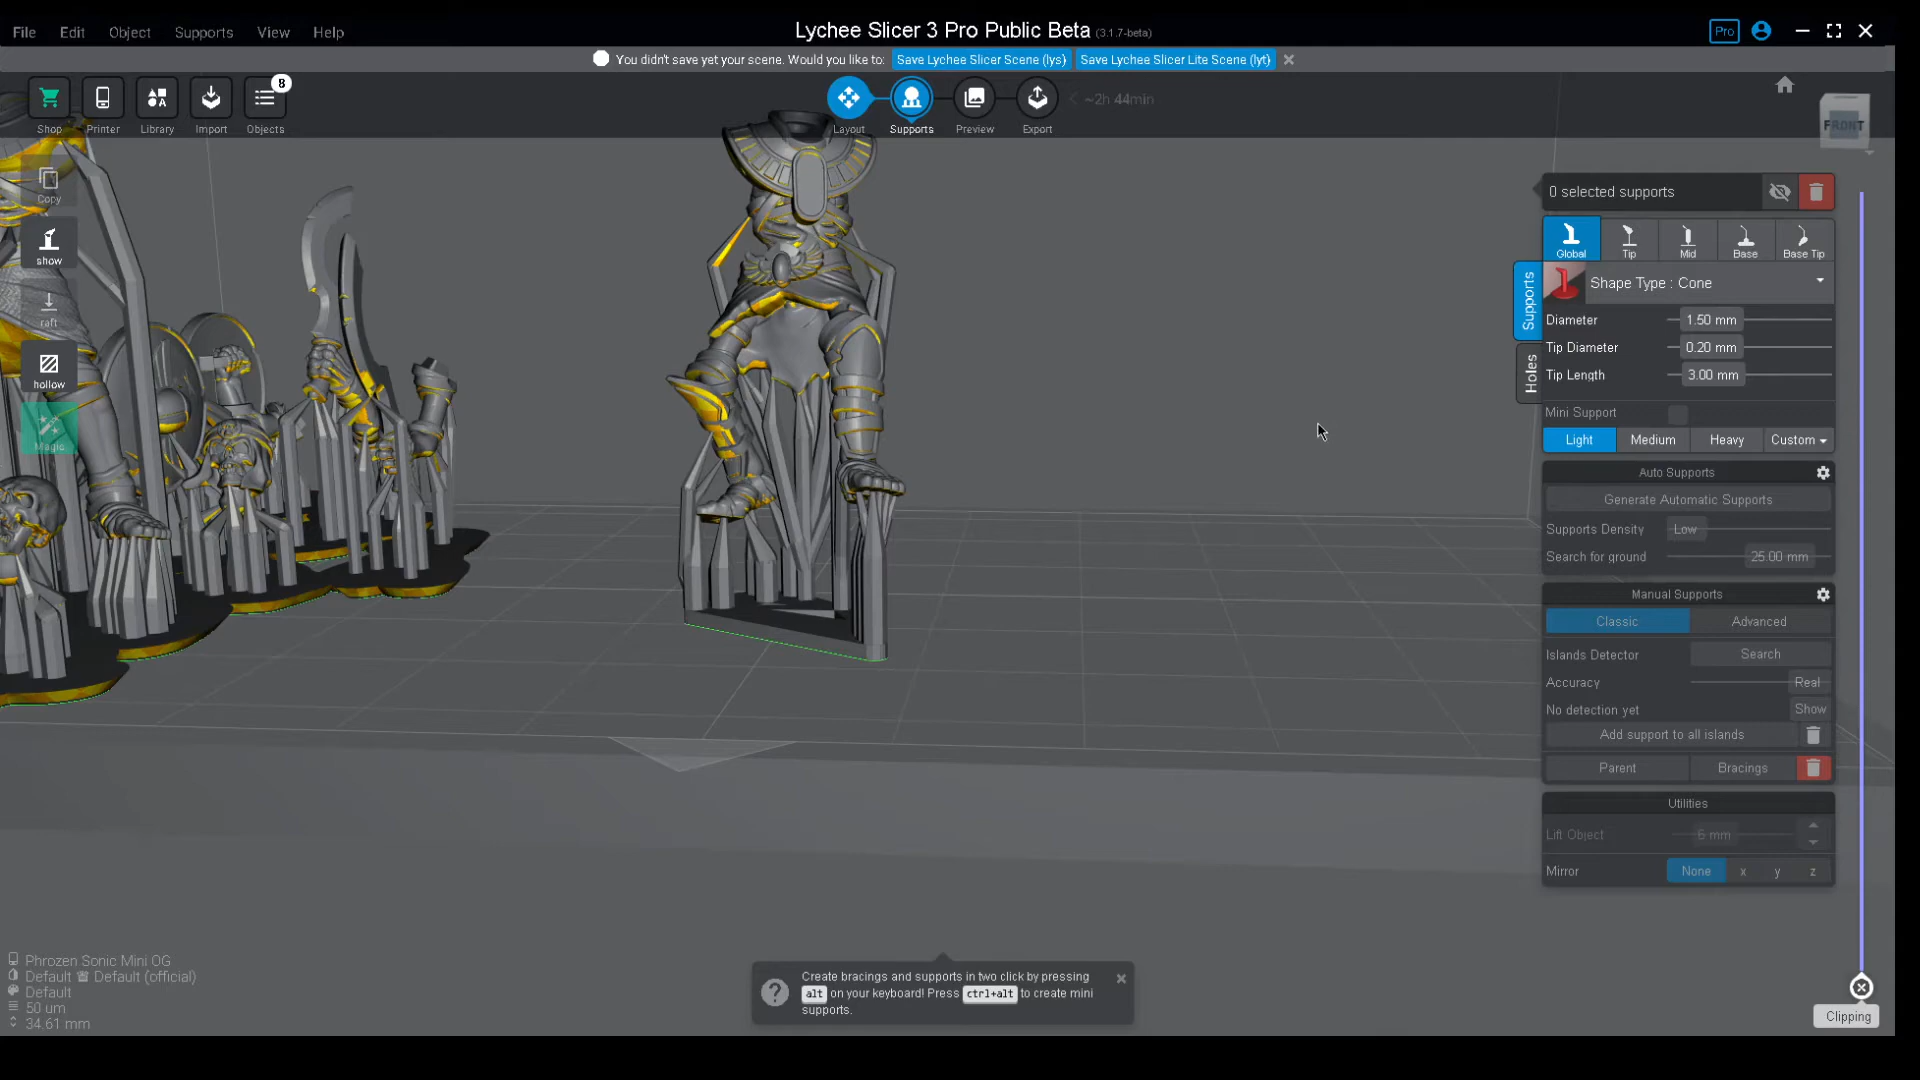 File Edit Object Supports View Help
Lychee Slicer 3 Pro Public Beta (3.1.7-beta)
Pro
You didn't save yet your scene. Would you like to: Save Lychee Slicer Scene (lys) Save Lychee Slicer Lite Scene (lyt)
8
Shop Printer Library Import Objects
Layout Supports Preview Export
~2h 44min
FRONT
Copy
show
raft
hollow
Magic
0 selected supports
Global Tip Mid Base Base Tip
Supports
Holes
Shape Type : Cone
Diameter 1.50 mm
Tip Diameter 0.20 mm
Tip Length 3.00 mm
Mini Support
Light Medium Heavy Custom
Auto Supports
Generate Automatic Supports
Supports Density Low
Search for ground 25.00 mm
Manual Supports
Classic Advanced
Islands Detector Search
Accuracy Real
No detection yet Show
Add support to all islands
Parent Bracings
Utilities
Lift Object 6 mm
Mirror None x y z
Phrozen Sonic Mini OG
Default Default (official)
Default
50 um
34.61 mm
? Create bracings and supports in two click by pressing
alt on your keyboard! Press ctrl+alt to create mini
supports.
Clipping